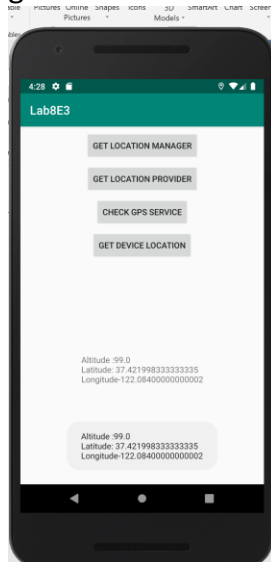 Pictures Online Shapes Icons 3D SmartArt Chart Screen
Pictures Models
4:28
Lab8E3
GET LOCATION MANAGER
GET LOCATION PROVIDER
CHECK GPS SERVICE
GET DEVICE LOCATION
Altitude :99.0
Latitude: 37.421998333333335
Longitude-122.08400000000002
Altitude :99.0
Latitude: 37.421998333333335
Longitude-122.08400000000002